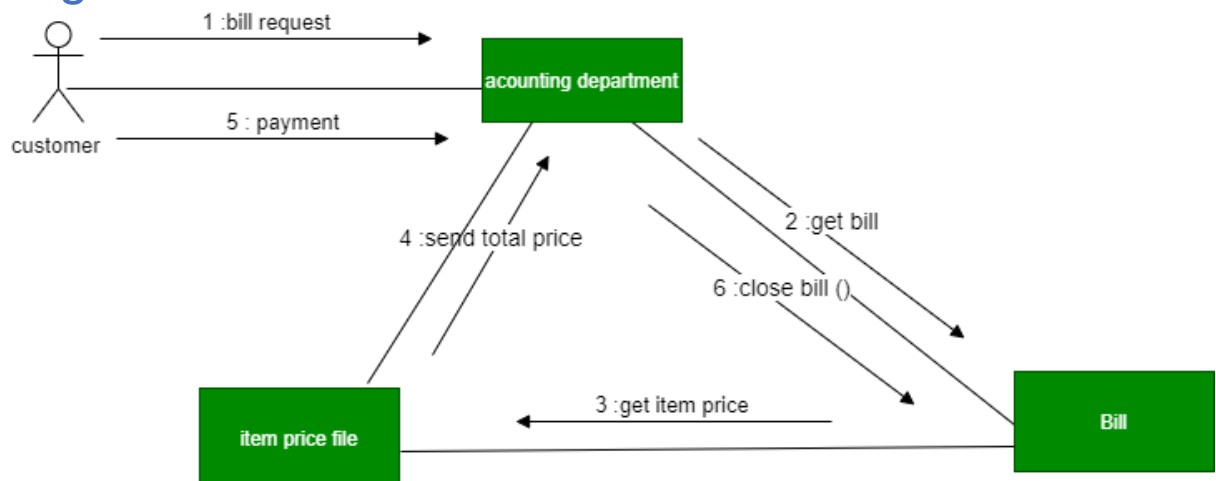 1 :bill request
acounting department
5 : payment
customer
2 :get bill
4 :send total price
6 :close bill ()
3 :get item price
item price file
Bill